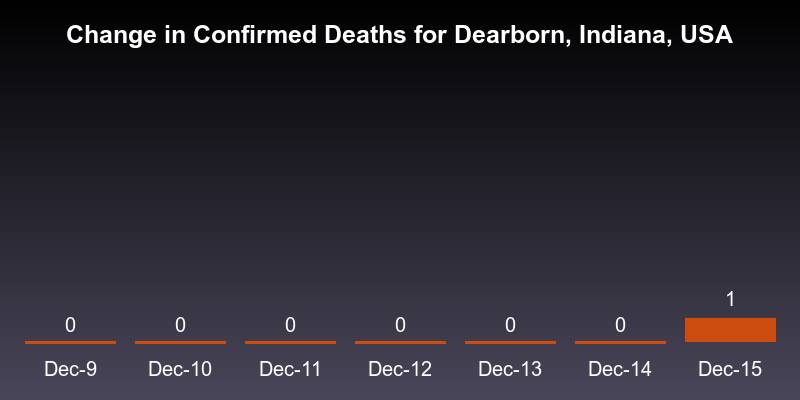 Change in Confirmed Deaths for Dearborn, Indiana, USA
0 0 0 0 0 0 1
Dec-9 Dec-10 Dec-11 Dec-12 Dec-13 Dec-14 Dec-15